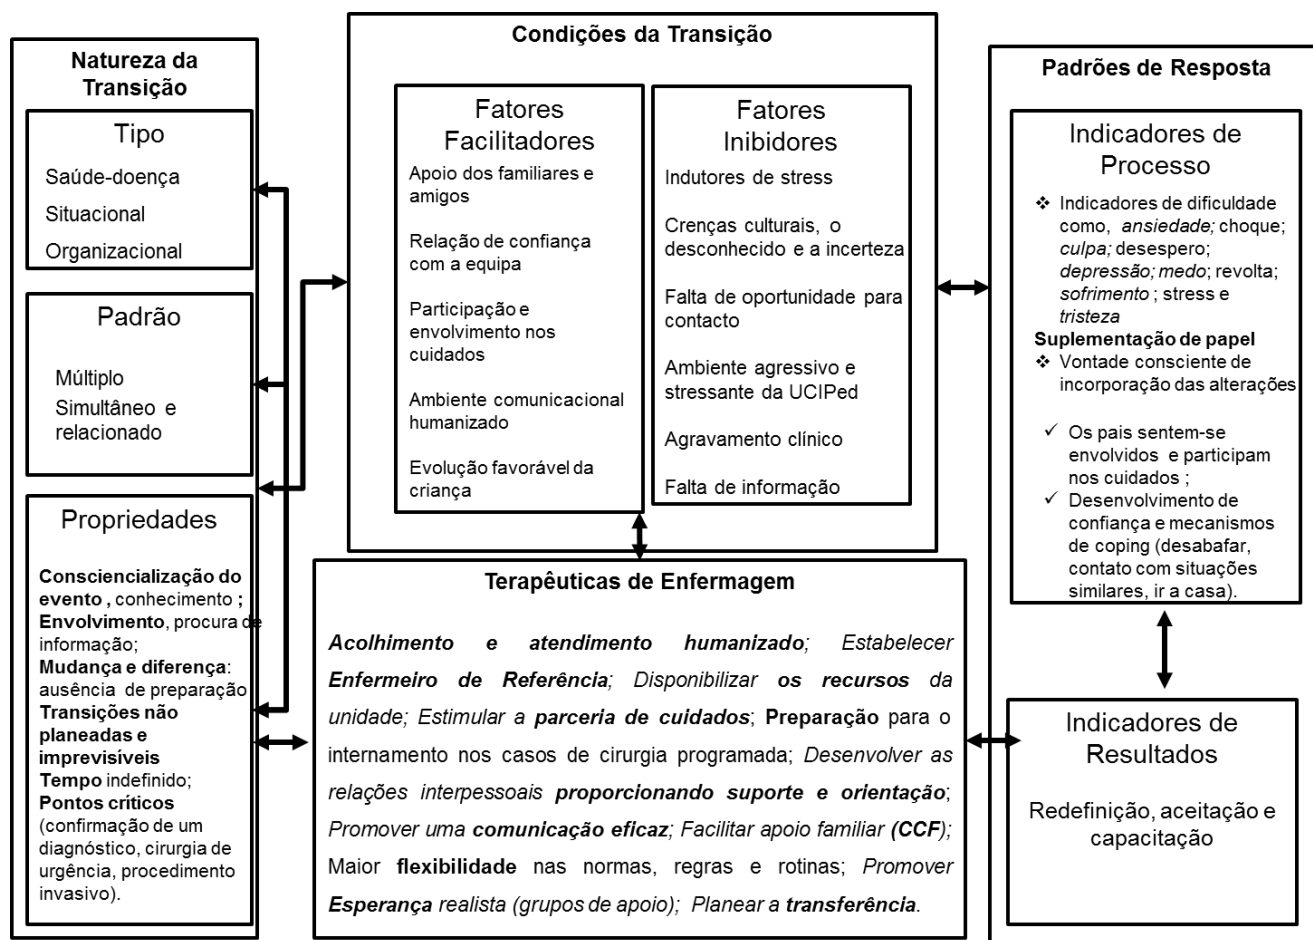 Natureza da
Transição
Tipo
Saúde-doença
Situacional
Organizacional
Padrão
Múltiplo
Simultâneo e
relacionado
Propriedades
Consciencialização do
evento , conhecimento ;
Envolvimento, procura de
informação;
Mudança e diferença:
ausência de preparação
Transições não
planeadas e
imprevisíveis
Tempo indefinido;
Pontos críticos
(confirmação de um
diagnóstico, cirurgia de
urgência, procedimento
invasivo).
Condições da Transição
Fatores
Facilitadores
Apoio dos familiares e
amigos
Relação de confiança
com a equipa
Participação e
envolvimento nos
cuidados
Ambiente comunicacional
humanizado
Evolução favorável da
criança
Fatores
Inibidores
Indutores de stress
Crenças culturais, o
desconhecido e a incerteza
Falta de oportunidade para
contacto
Ambiente agressivo e
stressante da UCIPed
Agravamento clínico
Falta de informação
Terapêuticas de Enfermagem
Acolhimento e atendimento humanizado; Estabelecer
Enfermeiro de Referência; Disponibilizar os recursos da
unidade; Estimular a parceria de cuidados; Preparação para o
internamento nos casos de cirurgia programada; Desenvolver as
relações interpessoais proporcionando suporte e orientação;
Promover uma comunicação eficaz; Facilitar apoio familiar (CCF);
Maior flexibilidade nas normas, regras e rotinas; Promover
Esperança realista (grupos de apoio); Planear a transferência.
Padrões de Resposta
Indicadores de
Processo
❖ Indicadores de dificuldade
como, ansiedade; choque;
culpa; desespero;
depressão; medo; revolta;
sofrimento ; stress e
tristeza
Suplementação de papel
❖ Vontade consciente de
incorporação das alterações
✓ Os pais sentem-se
envolvidos e participam
nos cuidados ;
✓ Desenvolvimento de
confiança e mecanismos
de coping (desabafar,
contato com situações
similares, ir a casa).
Indicadores de
Resultados
Redefinição, aceitação e
capacitação